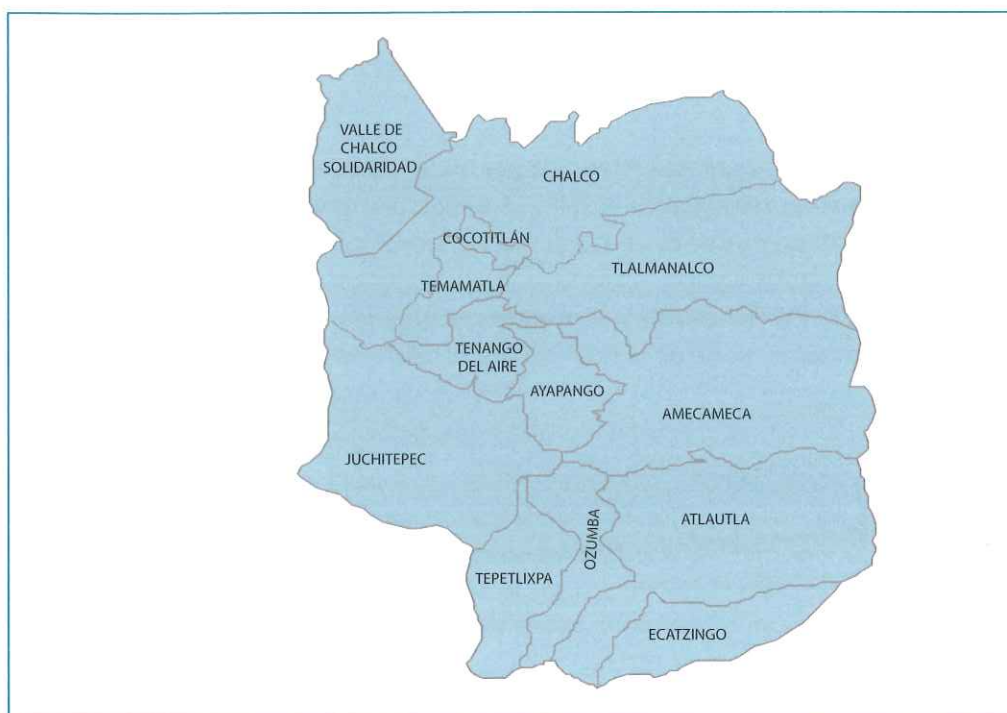 VALLE DE
CHALCO
SOLIDARIDAD
CHALCO
COCOTITLÁN
TLALMANALCO
TEMAMATLA
TENANGO
DEL AIRE
AYAPANGO
AMECAMECA
JUCHITEPEC
OZUMBA
ATLAUTLA
TEPETLIXPA
ECATZINGO